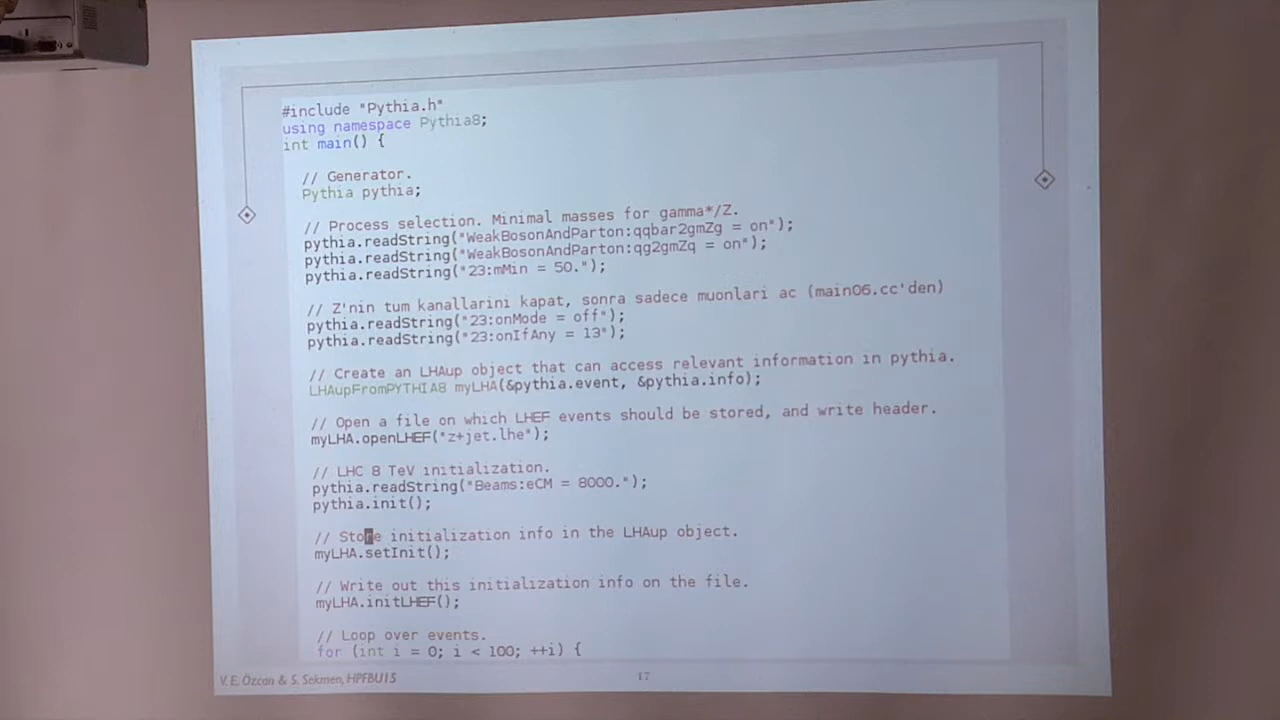 #include "Pythia.h"
using namespace Pythia8;
int main() {
// Generator.
Pythia pythia;
// Process selection. Minimal masses for gamma*/Z.
pythia.readString("WeakBosonAndParton:qqbar2gmZg = on");
pythia.readString("WeakBosonAndParton:qg2gmZq = on");
pythia.readString("23:mMin = 50.");
// Z'nin tum kanallarini kapat, sonra sadece muonlari ac (main06.cc'den)
pythia.readString("23:onMode = off");
pythia.readString("23:onIfAny = 13");
// Create an LHAup object that can access relevant information in pythia.
LHAupFromPYTHIA8 myLHA(&pythia.event, &pythia.info);
// Open a file on which LHEF events should be stored, and write header.
myLHA.openLHEF("z+jet.lhe");
// LHC 8 TeV initialization.
pythia.readString("Beams:eCM = 8000.");
pythia.init();
// Store initialization info in the LHAup object.
myLHA.setInit();
// Write out this initialization info on the file.
myLHA.initLHEF();
// Loop over events.
for (int i = 0; i < 100; ++i) {
V. E. Özcan & S. Sekmen, HPFBU15
17